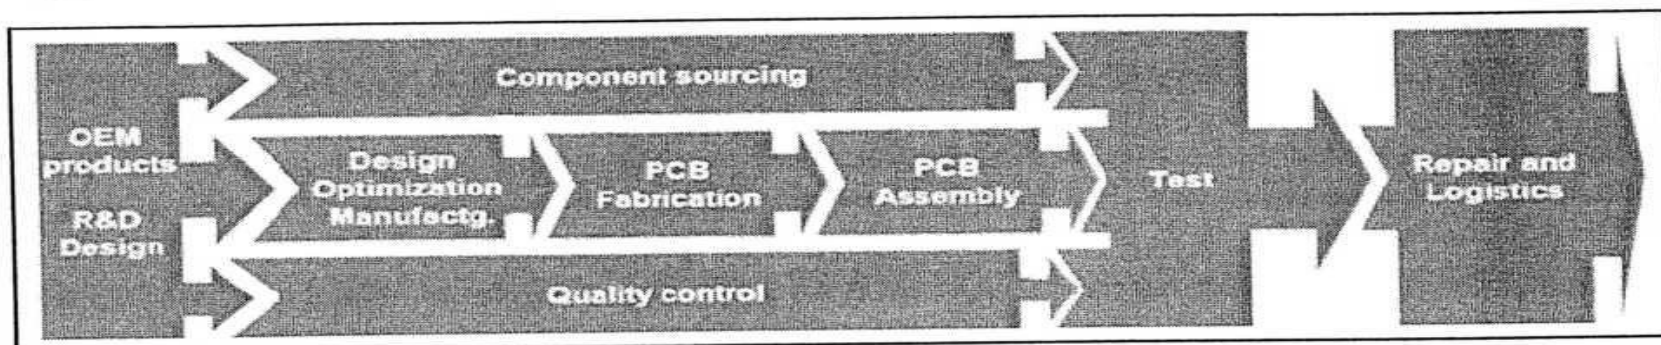 OEM
products
R&D
Design
Component sourcing
Design
Optimization
Manufactg.
PCB
Fabrication
PCB
Assembly
Quality control
Test
Repair and
Logistics